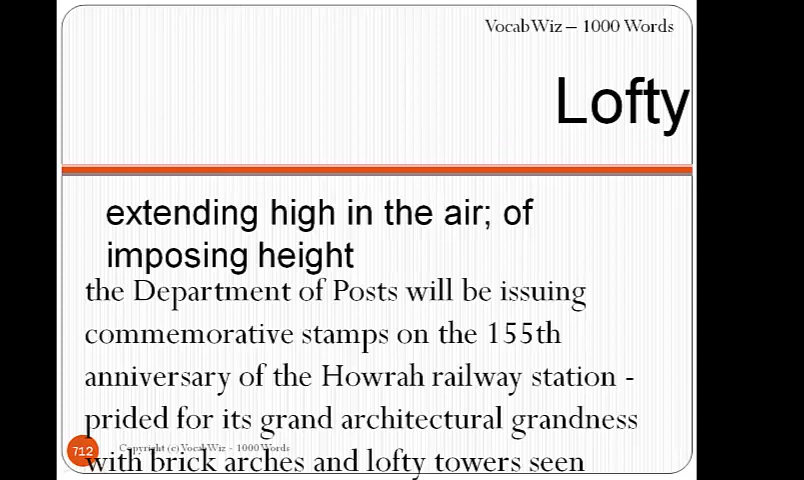 VocabWiz – 1000 Words
Lofty
extending high in the air; of
imposing height
the Department of Posts will be issuing
commemorative stamps on the 155th
anniversary of the Howrah railway station -
prided for its grand architectural grandness
712 Copyright (c) VocabWiz - 1000 Words
with brick arches and lofty towers seen